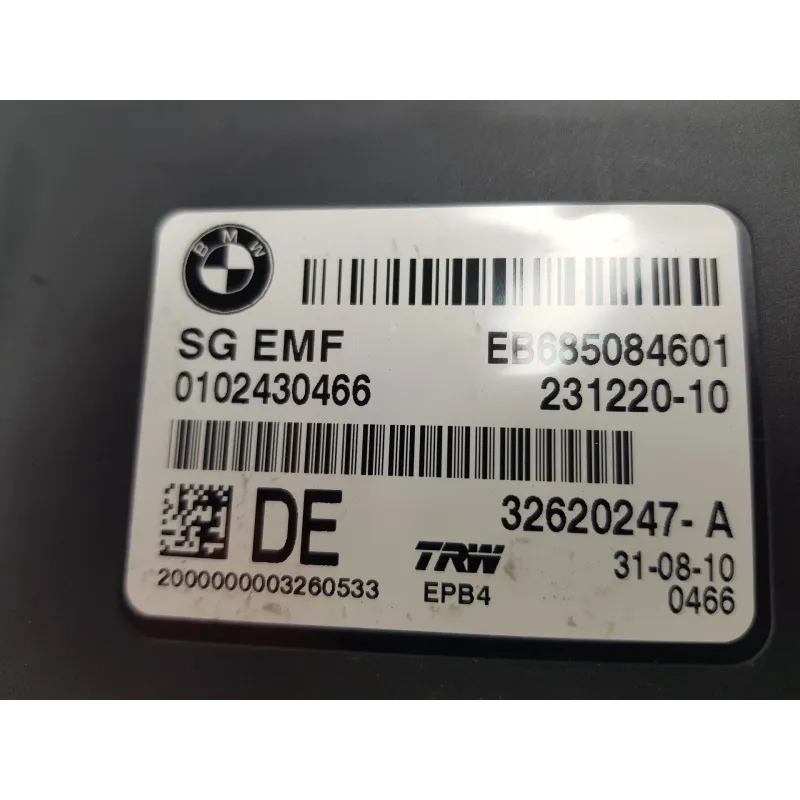 BMW
SG EMF EB685084601
0102430466 231220-10
DE 32620247-A
TRW 31-08-10
2000000003260533 EPB4 0466